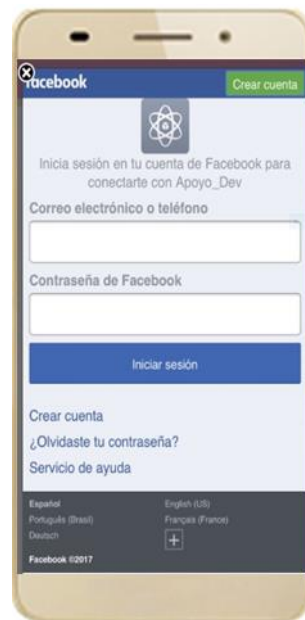 facebook
Crear cuenta
Inicia sesión en tu cuenta de Facebook para
conectarte con Apoyo_Dev
Correo electrónico o teléfono
Contraseña de Facebook
Iniciar sesión
Crear cuenta
¿Olvidaste tu contraseña?
Servicio de ayuda
Español
English (US)
Português (Brasil)
Français (France)
Deutsch
Facebook ©2017